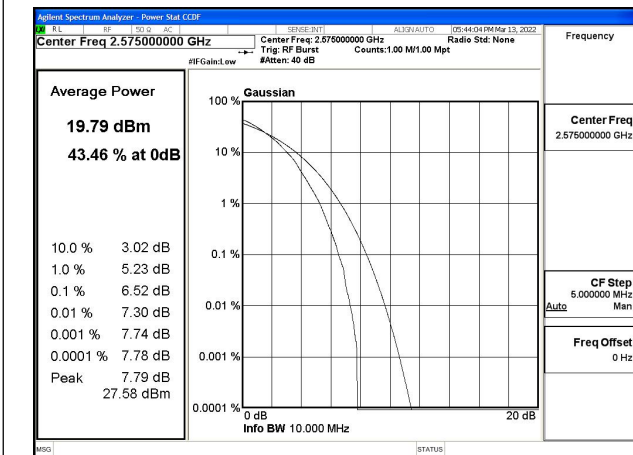 Agilent Spectrum Analyzer - Power Stat CCDF
RL RF 50 Ω AC SENSE:INT ALIGN AUTO 05:44:04 PM Mar 13, 2022
Center Freq 2.575000000 GHz
Center Freq: 2.575000000 GHz Radio Std: None
Trig: RF Burst Counts:1.00 M/1.00 Mpt
#IFGain:Low #Atten: 40 dB
Frequency
Average Power
19.79 dBm
43.46 % at 0dB
10.0 % 3.02 dB
1.0 % 5.23 dB
0.1 % 6.52 dB
0.01 % 7.30 dB
0.001 % 7.74 dB
0.0001 % 7.78 dB
Peak 7.79 dB
27.58 dBm
Gaussian
100 %
10 %
1 %
0.1 %
0.01 %
0.001 %
0.0001 %
0 dB 20 dB
Info BW 10.000 MHz
Center Freq
2.575000000 GHz
CF Step
5.000000 MHz
Auto Man
Freq Offset
0 Hz
MSG STATUS